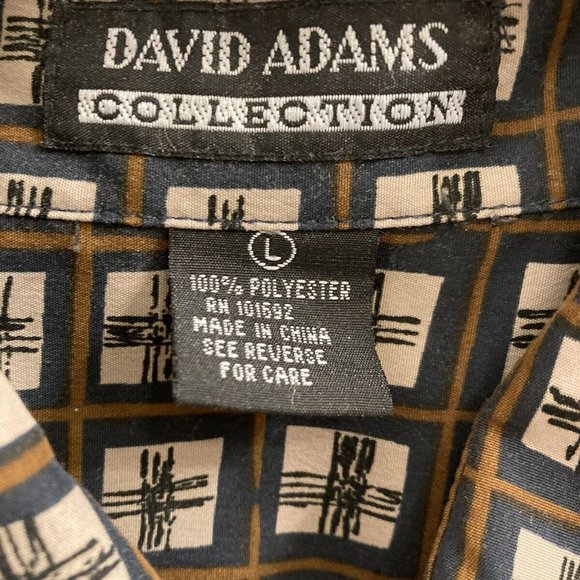 DAVID ADAMS
COLLECTION
L
100% POLYESTER
RN 101692
MADE IN CHINA
SEE REVERSE
FOR CARE